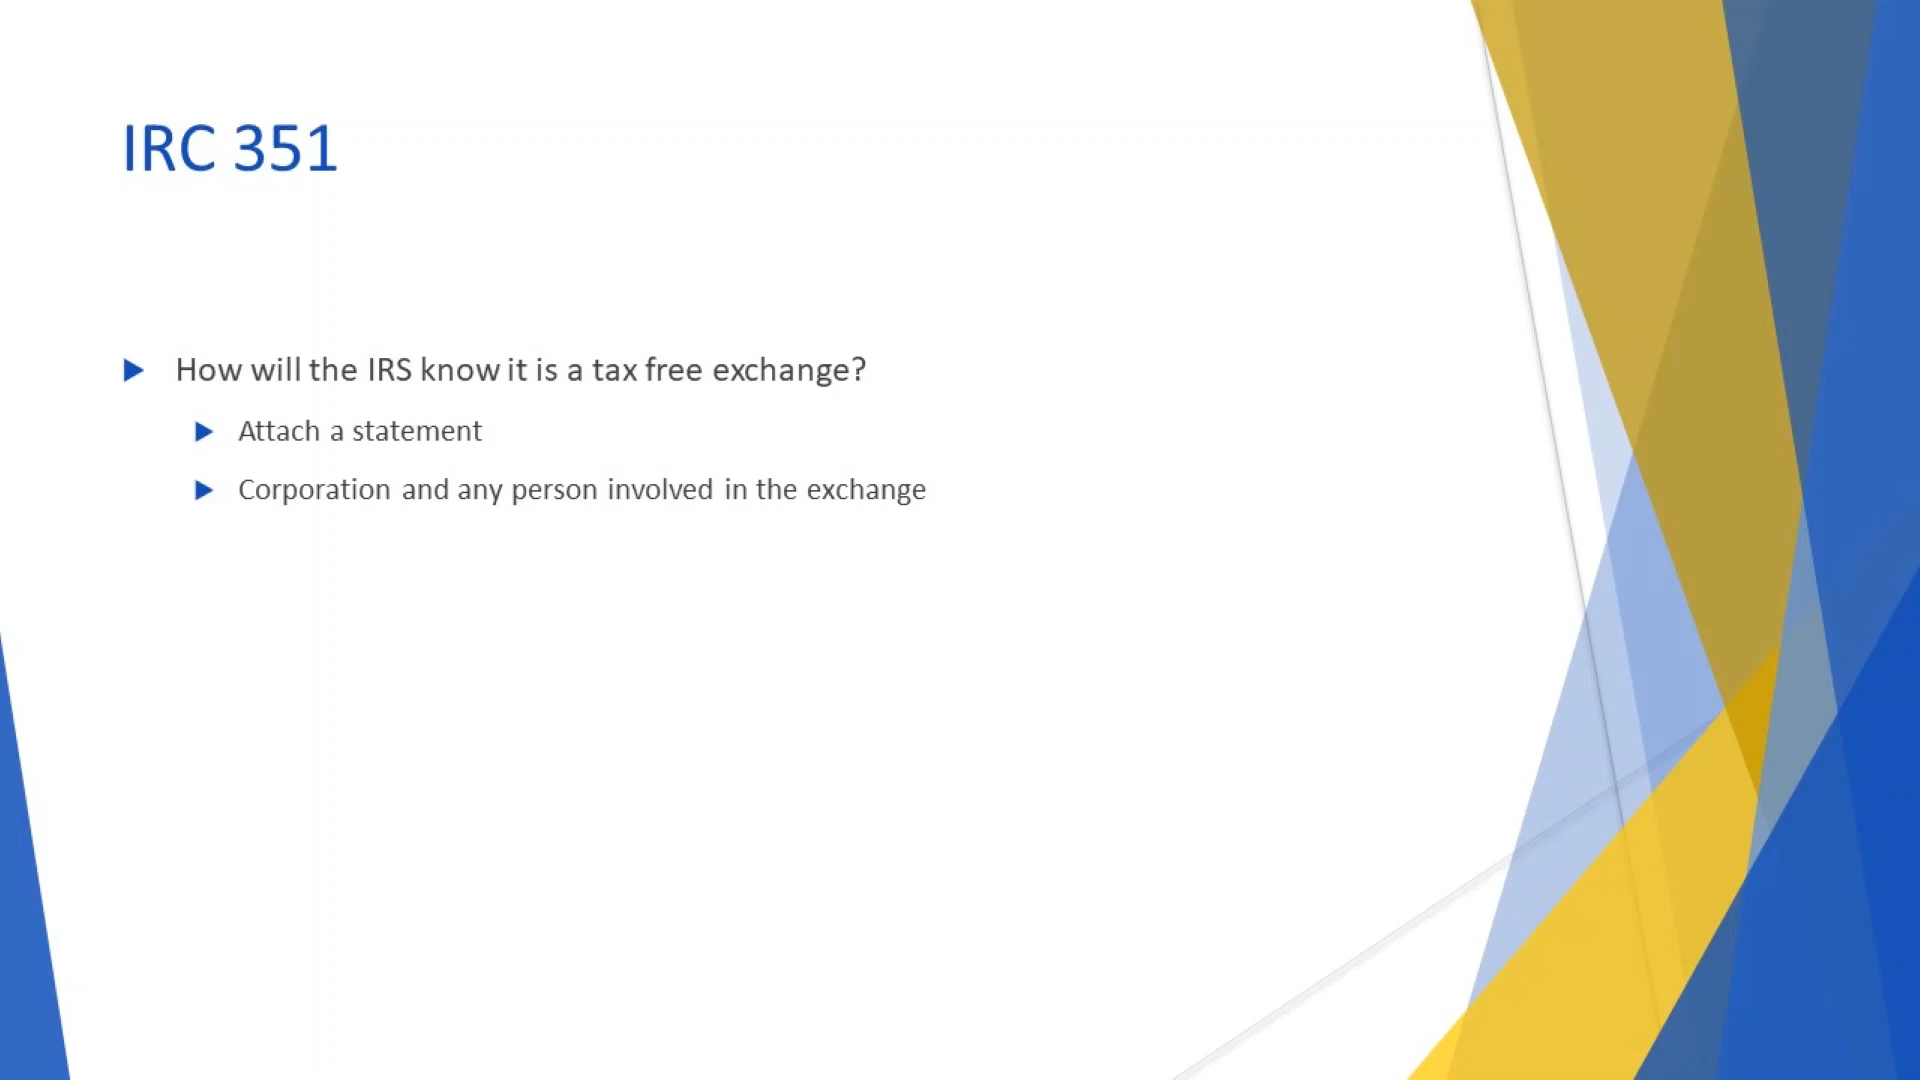 IRC 351
How will the IRS know it is a tax free exchange?
Attach a statement
Corporation and any person involved in the exchange